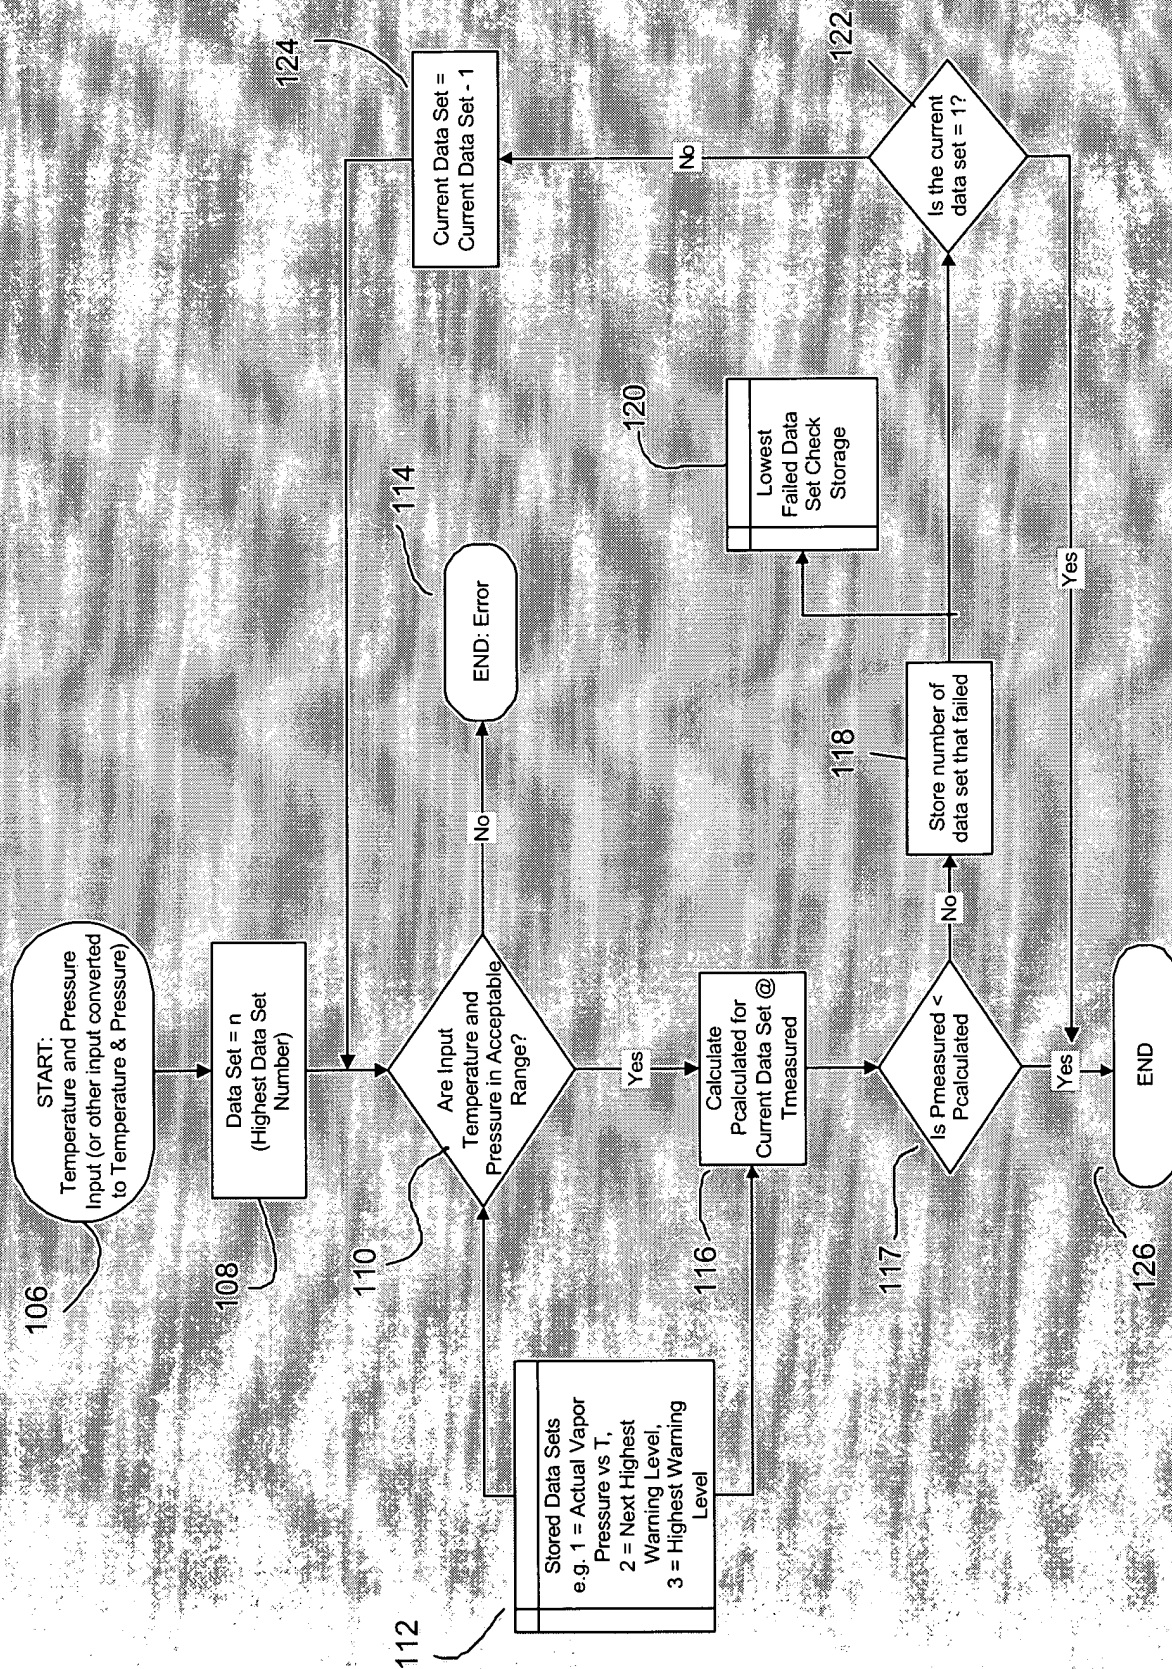 106
START:
Temperature and Pressure
Input (or other input converted
to Temperature & Pressure)
108
Data Set = n
(Highest Data Set
Number)
124
Current Data Set =
Current Data Set - 1
110
Are Input
Temperature and
Pressure in Acceptable
Range?
No
114
END: Error
Yes
112
Stored Data Sets
e.g. 1 = Actual Vapor
Pressure vs T,
2 = Next Highest
Warning Level,
3 = Highest Warning
Level
116
Calculate
Pcalculated for
Current Data Set @
Tmeasured
117
Is Pmeasured <
Pcalculated
No
118
Store number of
data set that failed
120
Lowest
Failed Data
Set Check
Storage
122
Is the current
data set = 1?
No
Yes
Yes
126
END